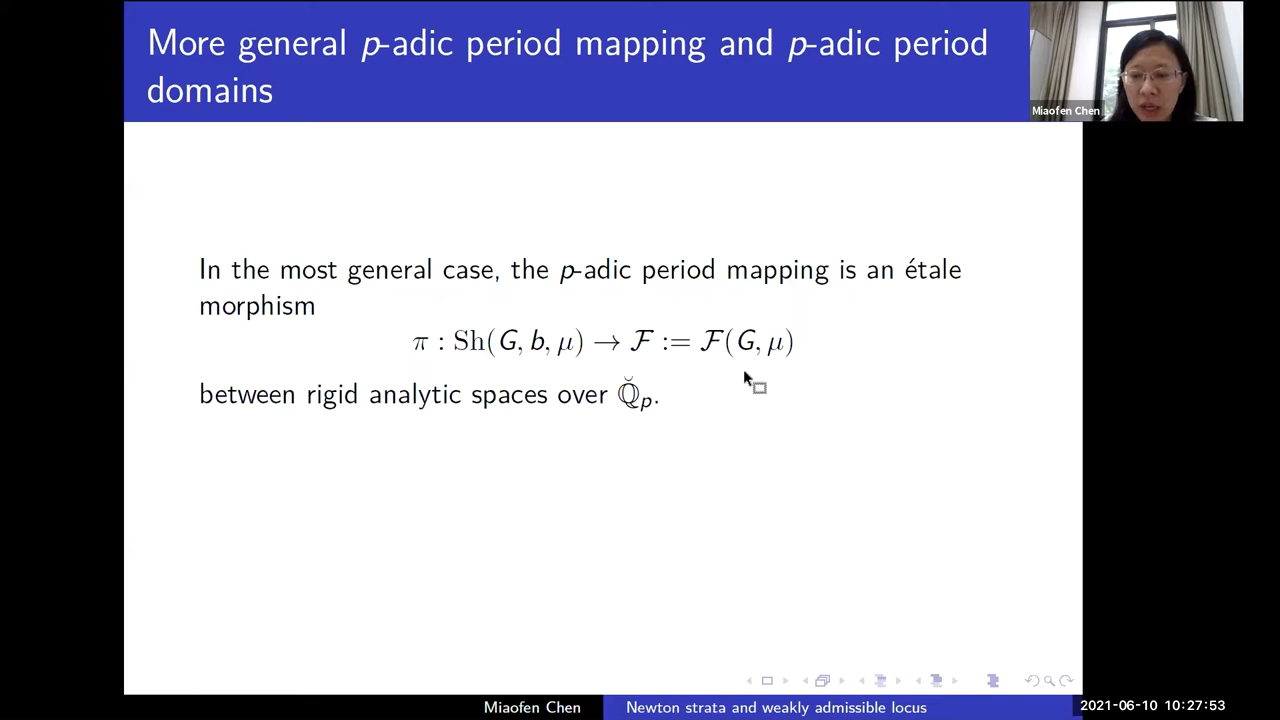 More general p-adic period mapping and p-adic period
domains
Miaofen Chen
In the most general case, the p-adic period mapping is an étale
morphism
π : Sh(G, b, μ) → ℱ := ℱ(G, μ)
between rigid analytic spaces over ℚ̆_p.
Miaofen Chen
Newton strata and weakly admissible locus
2021-06-10 10:27:53